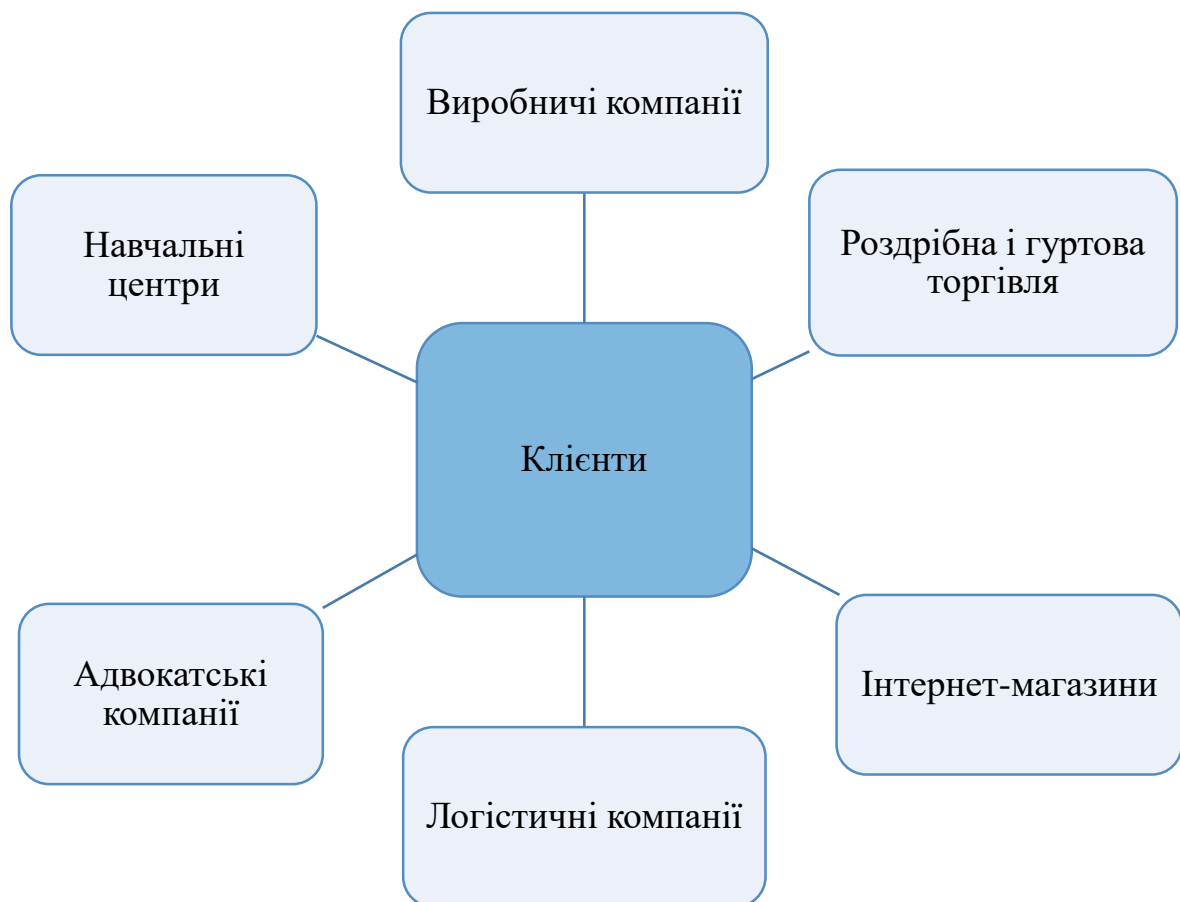 Виробничі компанії
Навчальні
центри
Роздрібна і гуртова
торгівля
Клієнти
Адвокатські
компанії
Інтернет-магазини
Логістичні компанії